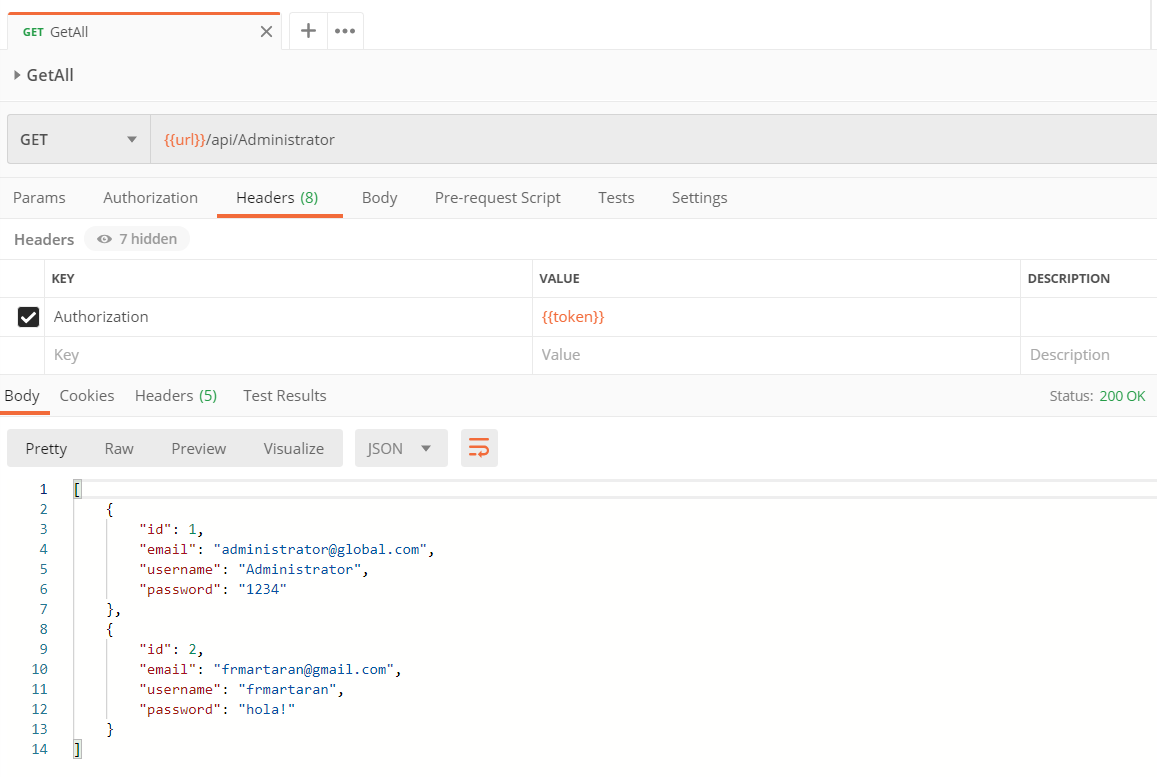 GET GetAll
GetAll
GET {{url}}/api/Administrator
Params Authorization Headers (8) Body Pre-request Script Tests Settings
Headers 7 hidden
KEY VALUE DESCRIPTION
Authorization {{token}}
Key Value Description
Body Cookies Headers (5) Test Results Status: 200 OK
Pretty Raw Preview Visualize JSON
1 [
2 {
3 "id": 1,
4 "email": "administrator@global.com",
5 "username": "Administrator",
6 "password": "1234"
7 },
8 {
9 "id": 2,
10 "email": "frmartaran@gmail.com",
11 "username": "frmartaran",
12 "password": "hola!"
13 }
14 ]